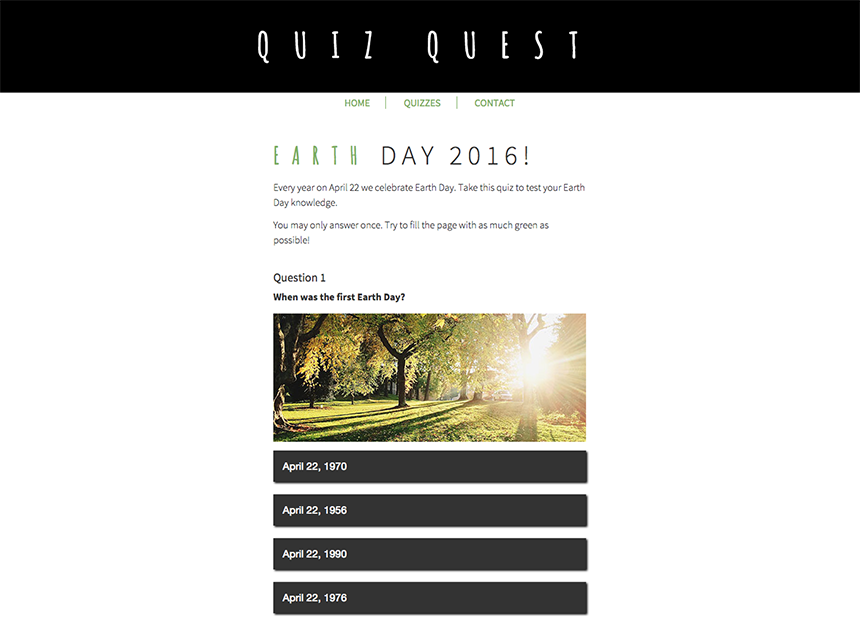 QUIZ QUEST
HOME | QUIZZES | CONTACT
EARTH DAY 2016!
Every year on April 22 we celebrate Earth Day. Take this quiz to test your Earth
Day knowledge.
You may only answer once. Try to fill the page with as much green as
possible!
Question 1
When was the first Earth Day?
April 22, 1970
April 22, 1956
April 22, 1990
April 22, 1976